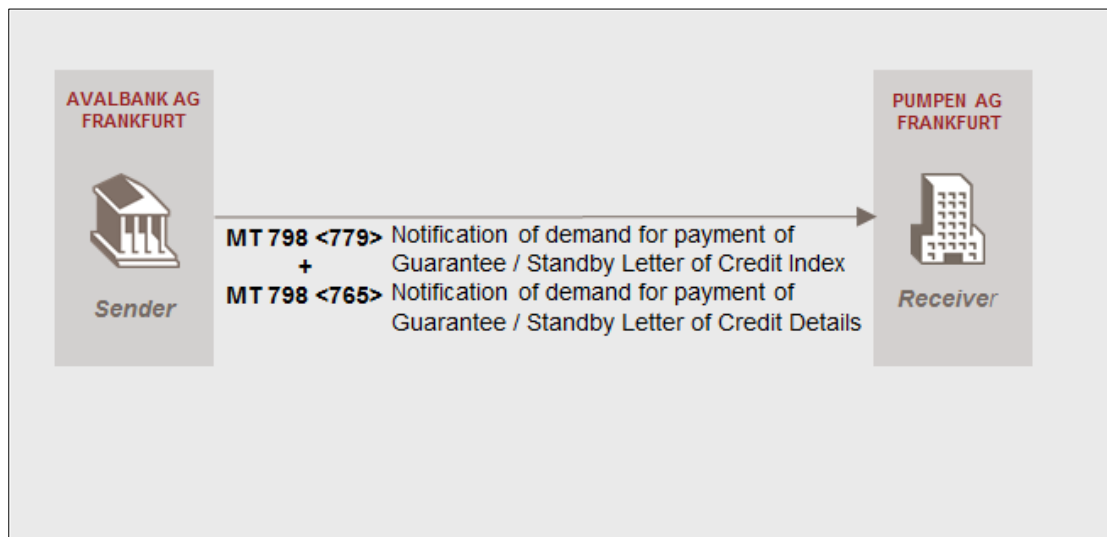 AVALBANK AG
FRANKFURT
Sender
MT 798 <779> Notification of demand for payment of
Guarantee / Standby Letter of Credit Index
+
MT 798 <765> Notification of demand for payment of
Guarantee / Standby Letter of Credit Details
PUMPEN AG
FRANKFURT
Receiver